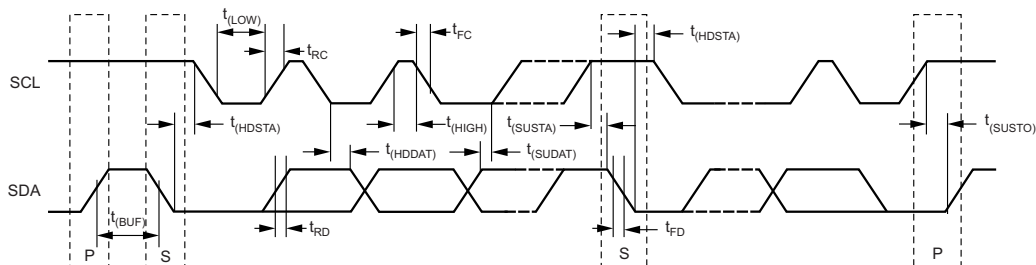 t(LOW)
tRC
tFC
t(HDSTA)
SCL
t(HDSTA)
t(HIGH)
t(SUSTA)
t(SUSTO)
t(HDDAT)
t(SUDAT)
SDA
t(BUF)
tRD
tFD
P
S
S
P